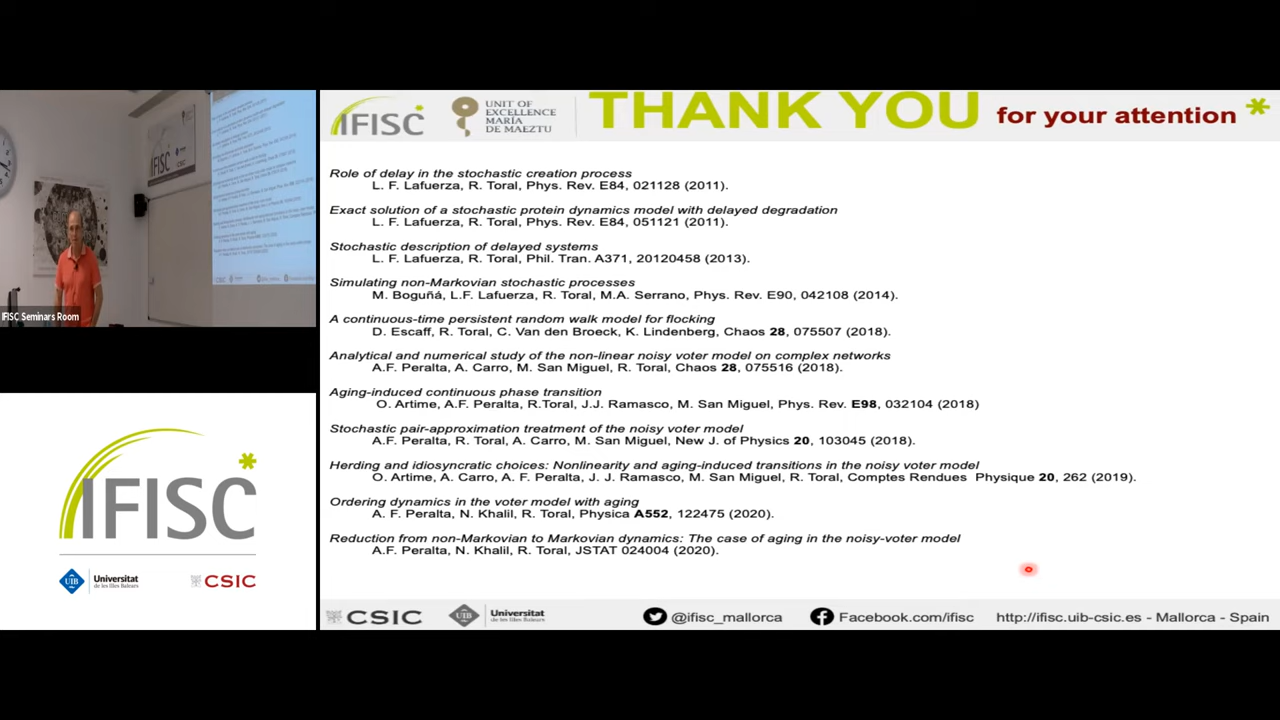 IFISC
UNIT OF
EXCELLENCE
MARÍA
DE MAEZTU
THANK YOU for your attention *
Role of delay in the stochastic creation process
L. F. Lafuerza, R. Toral, Phys. Rev. E84, 021128 (2011).
Exact solution of a stochastic protein dynamics model with delayed degradation
L. F. Lafuerza, R. Toral, Phys. Rev. E84, 051121 (2011).
Stochastic description of delayed systems
L. F. Lafuerza, R. Toral, Phil. Tran. A371, 20120458 (2013).
Simulating non-Markovian stochastic processes
M. Boguñá, L.F. Lafuerza, R. Toral, M.A. Serrano, Phys. Rev. E90, 042108 (2014).
A continuous-time persistent random walk model for flocking
D. Escaff, R. Toral, C. Van den Broeck, K. Lindenberg, Chaos 28, 075507 (2018).
Analytical and numerical study of the non-linear noisy voter model on complex networks
A.F. Peralta, A. Carro, M. San Miguel, R. Toral, Chaos 28, 075516 (2018).
Aging-induced continuous phase transition
O. Artime, A.F. Peralta, R.Toral, J.J. Ramasco, M. San Miguel, Phys. Rev. E98, 032104 (2018)
Stochastic pair-approximation treatment of the noisy voter model
A.F. Peralta, R. Toral, A. Carro, M. San Miguel, New J. of Physics 20, 103045 (2018).
Herding and idiosyncratic choices: Nonlinearity and aging-induced transitions in the noisy voter model
O. Artime, A. Carro, A. F. Peralta, J. J. Ramasco, M. San Miguel, R. Toral, Comptes Rendues Physique 20, 262 (2019).
Ordering dynamics in the voter model with aging
A. F. Peralta, N. Khalil, R. Toral, Physica A552, 122475 (2020).
Reduction from non-Markovian to Markovian dynamics: The case of aging in the noisy-voter model
A.F. Peralta, N. Khalil, R. Toral, JSTAT 024004 (2020).
CSIC
UIB
Universitat
de les Illes Balears
@ifisc_mallorca
Facebook.com/ifisc
http://ifisc.uib-csic.es - Mallorca - Spain
IFISC
IFISC Seminars Room
IFISC
UIB
Universitat
de les Illes Balears
CSIC